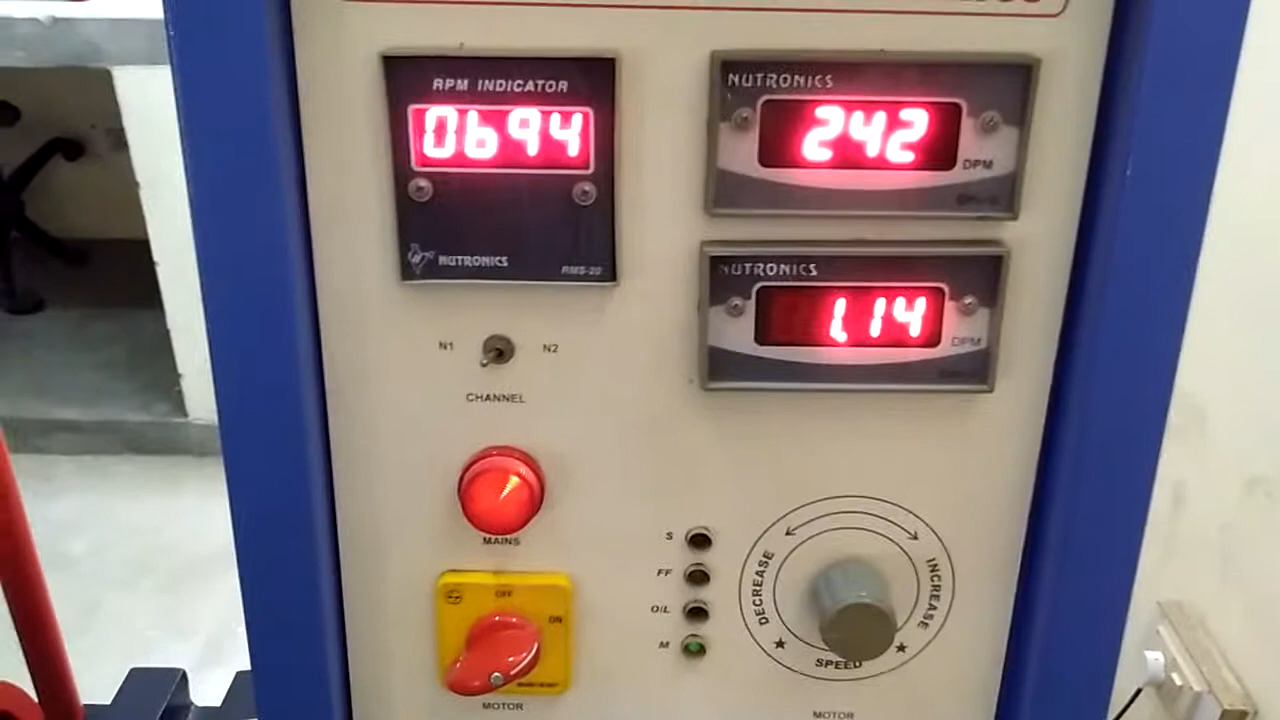 RPM INDICATOR
0694
NUTRONICS
RMS-20
NUTRONICS
242
DPM
NUTRONICS
1.14
DPM
N1
N2
CHANNEL
MAINS
OFF
ON
MOTOR
S
FF
O/L
M
DECREASE
INCREASE
SPEED
MOTOR